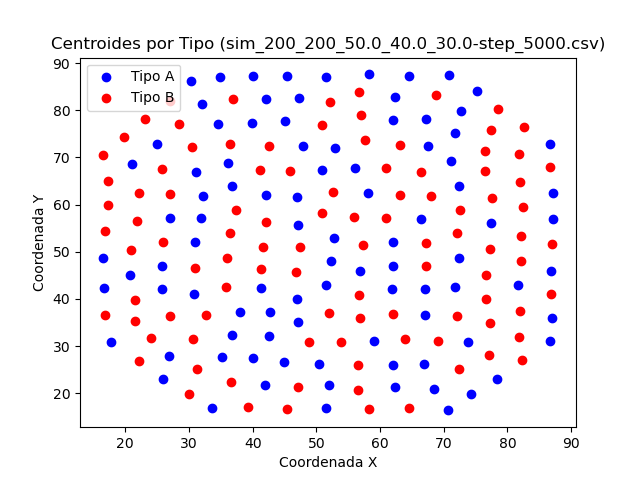 Centroides por Tipo (sim_200_200_50.0_40.0_30.0-step_5000.csv)
Tipo A
Tipo B
90
80
70
60
50
40
30
20
Coordenada Y
20 30 40 50 60 70 80 90
Coordenada X